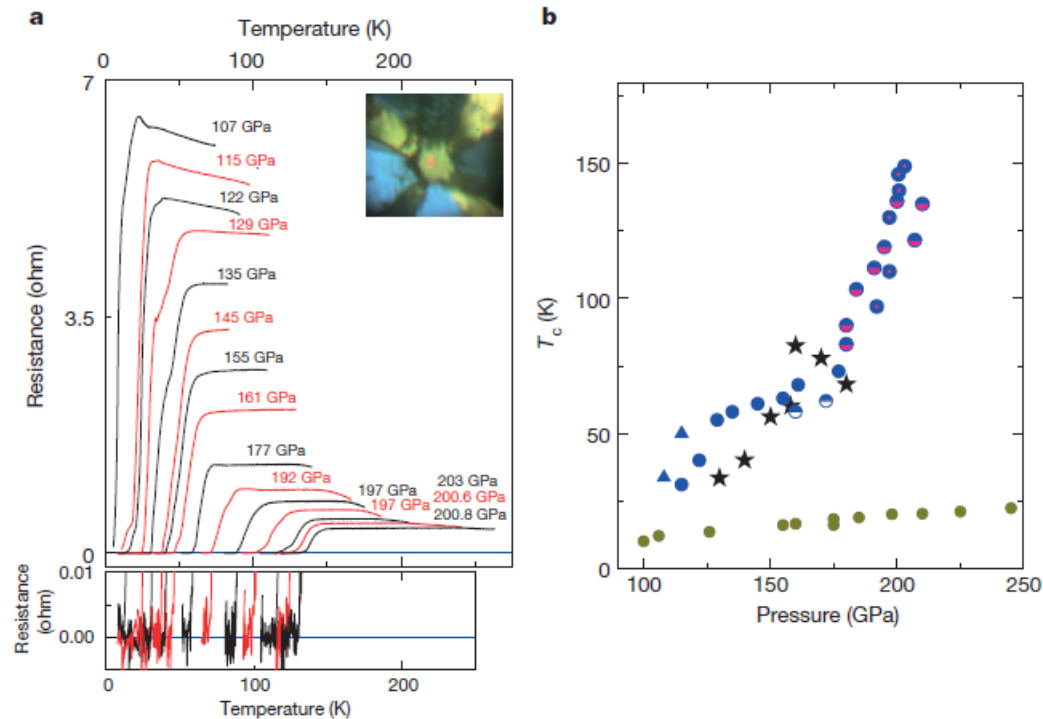 a
Temperature (K)
0 100 200
7
3.5
0
Resistance (ohm)
107 GPa
115 GPa
122 GPa
129 GPa
135 GPa
145 GPa
155 GPa
161 GPa
177 GPa
192 GPa
197 GPa
197 GPa
203 GPa
200.6 GPa
200.8 GPa
0.01
0.00
Resistance
(ohm)
0 100 200
Temperature (K)
b
150
100
50
0
Tc (K)
100 150 200 250
Pressure (GPa)